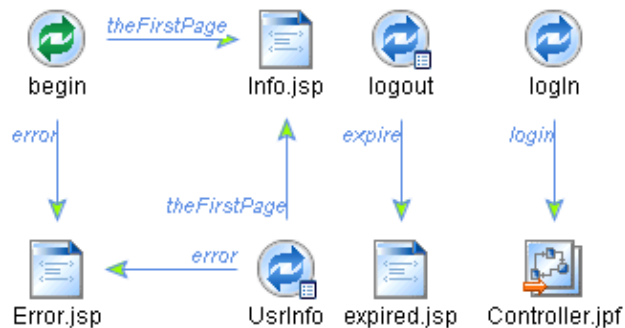 theFirstPage
begin Info.jsp logout logIn
error expire login
theFirstPage
error
Error.jsp UsrInfo expired.jsp Controller.jpf